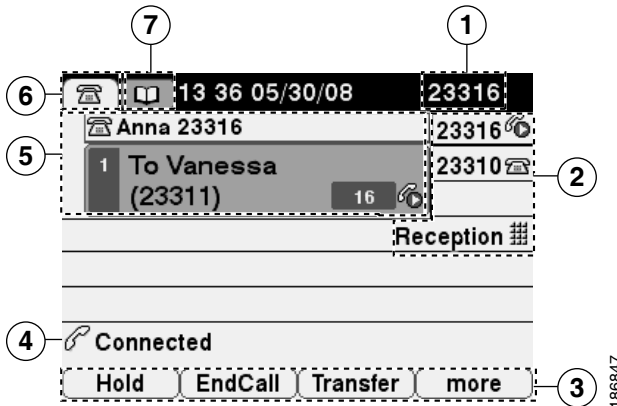 7
1
6
13 36 05/30/08 23316
Anna 23316
23316
5
1 To Vanessa
(23311) 16
23310
2
Reception
4
Connected
Hold EndCall Transfer more
3
186847